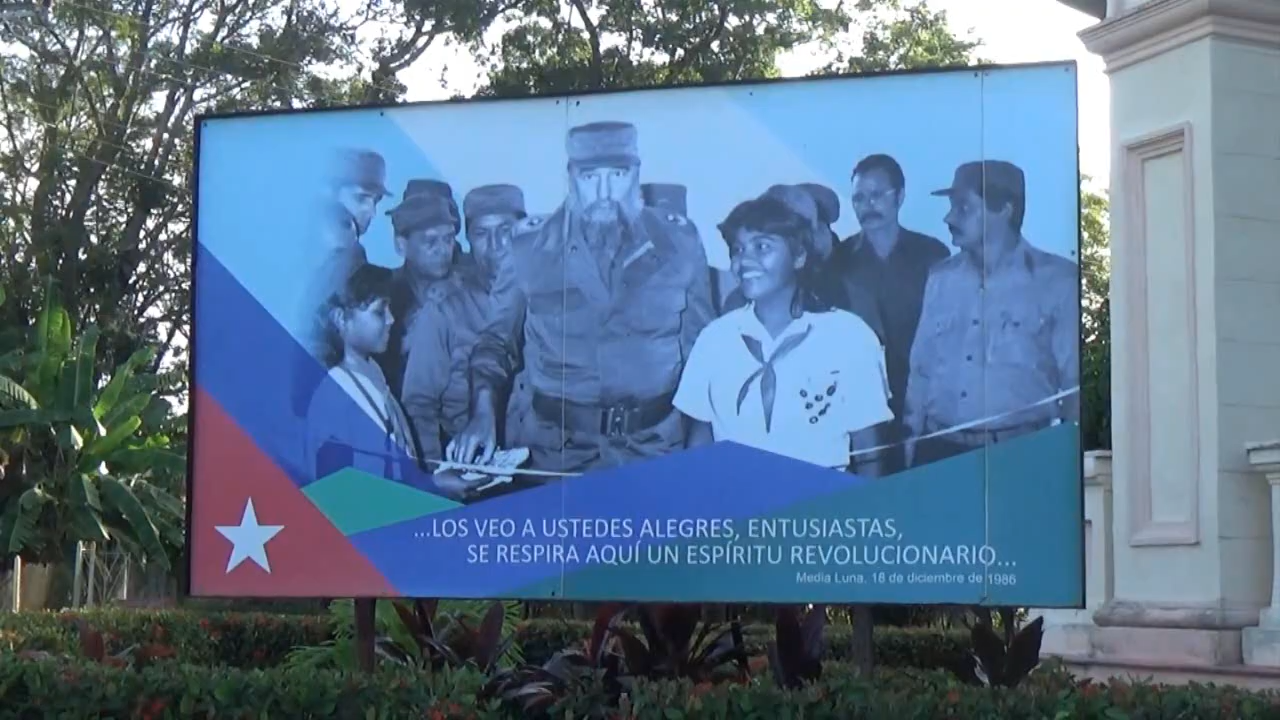 ...LOS VEO A USTEDES ALEGRES, ENTUSIASTAS,
SE RESPIRA AQUÍ UN ESPÍRITU REVOLUCIONARIO...
Media Luna, 18 de diciembre de 1986